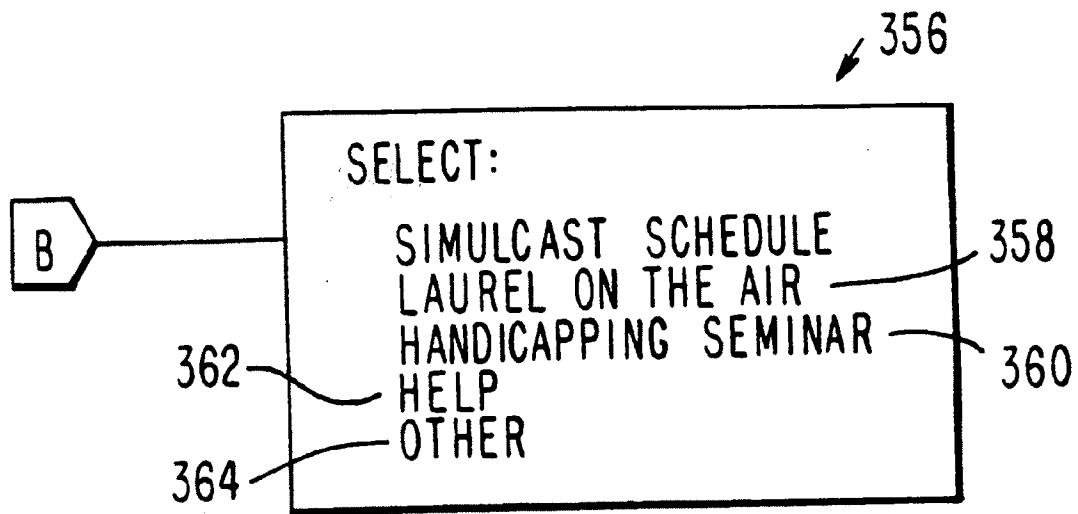 356
SELECT:
B
SIMULCAST SCHEDULE
LAUREL ON THE AIR
358
HANDICAPPING SEMINAR
360
362
HELP
OTHER
364